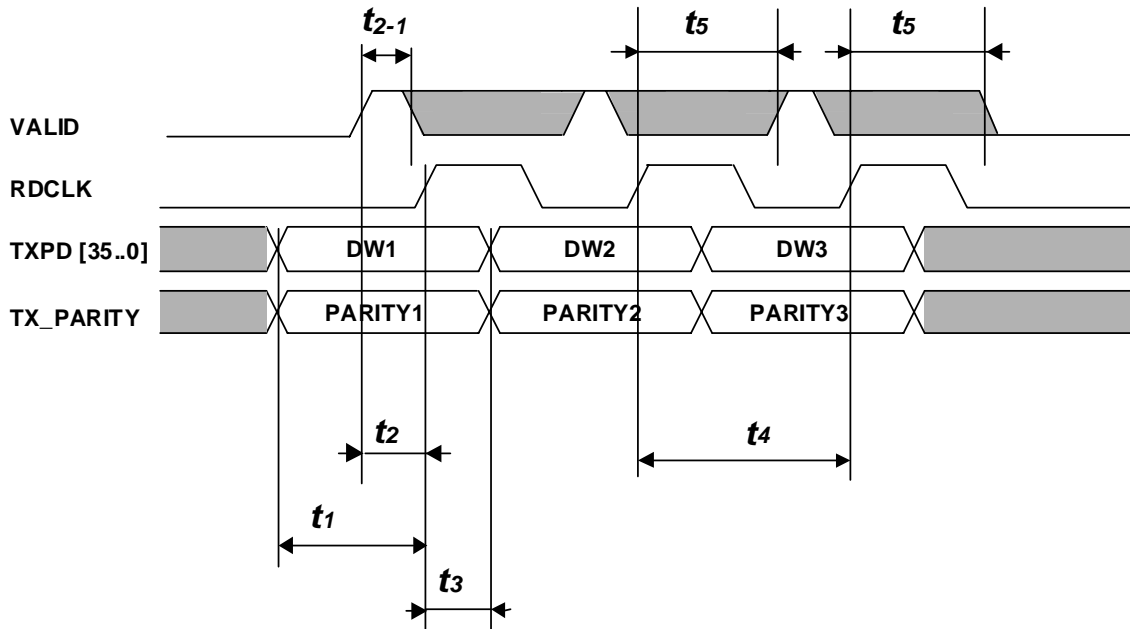 t2-1 t5 t5
VALID
RDCLK
TXPD [35..0] DW1 DW2 DW3
TX_PARITY PARITY1 PARITY2 PARITY3
t2 t4
t1
t3